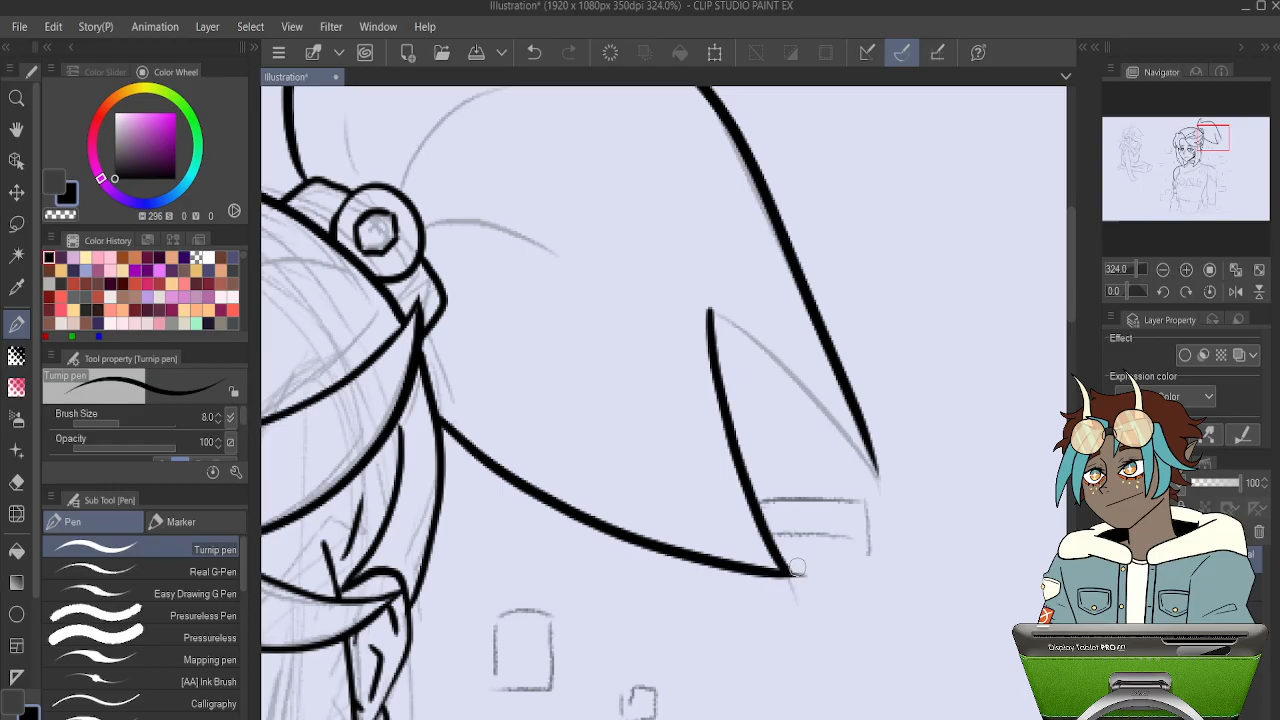 Illustration* (1920 x 1080px 350dpi 324.0%) - CLIP STUDIO PAINT EX
File Edit Story(P) Animation Layer Select View Filter Window Help
Color Slider Color Wheel
Illustration*
Navigator
H 296 S 0 V 0
Color History
324.0
0.0
Layer Property
Effect
Expression color
Tool property [Turnip pen]
Turnip pen
Brush Size 8.0
Opacity 100
100
Sub Tool [Pen]
Pen Marker
Turnip pen
Real G-Pen
Easy Drawing G Pen
Presureless Pen
Pressureless
Mapping pen
[AA] Ink Brush
Calligraphy
Display Tablet PRO